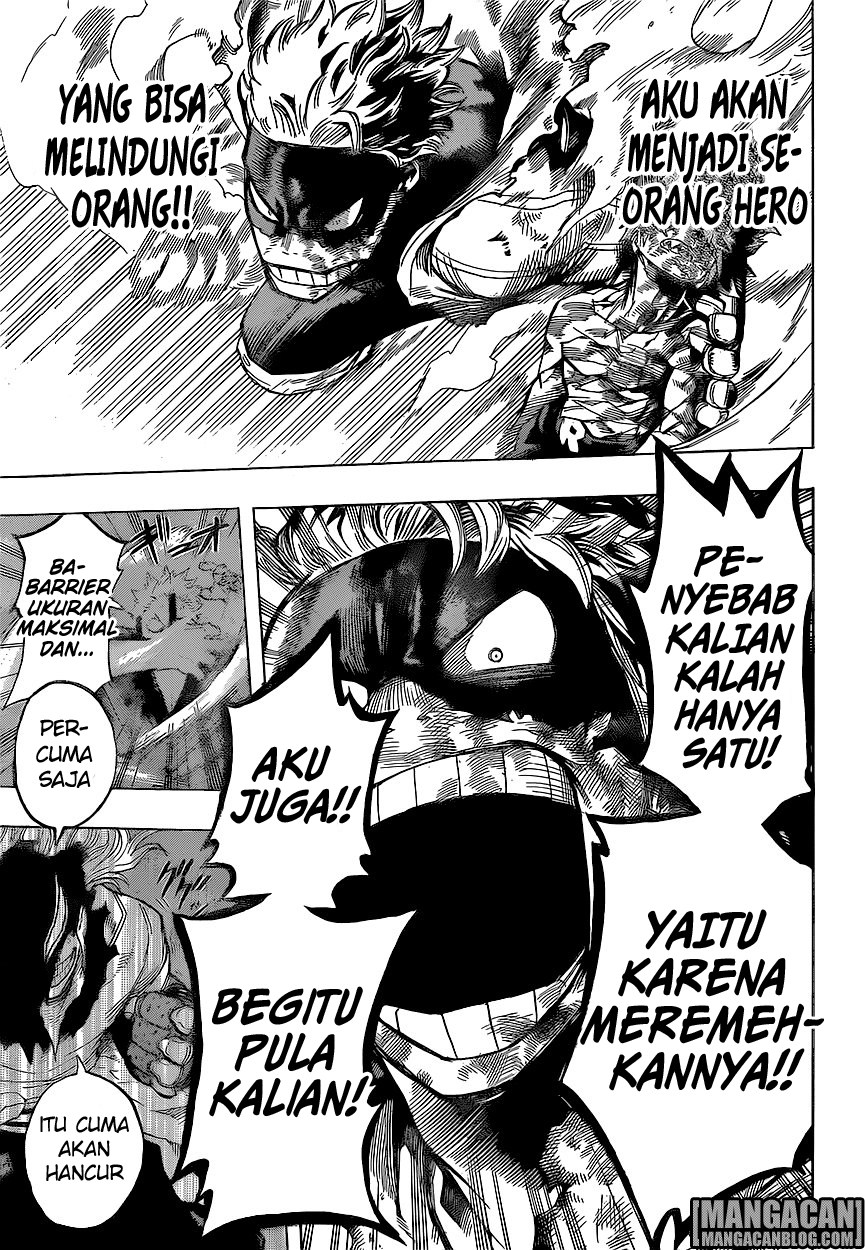 AKU AKAN
MENJADI SE-
ORANG HERO
YANG BISA
MELINDUNGI
ORANG!!
R
PE-
NYEBAB
KALIAN
KALAH
HANYA
SATU!
YAITU
KARENA
MEREMEH-
KANNYA!!
AKU
JUGA!!
BEGITU
PULA
KALIAN!
BA-
BARRIER
UKURAN
MAKSIMAL
DAN...
PER-
CUMA
SAJA
ITU CUMA
AKAN
HANCUR
MANGACAN
MANGACANBLOG.COM